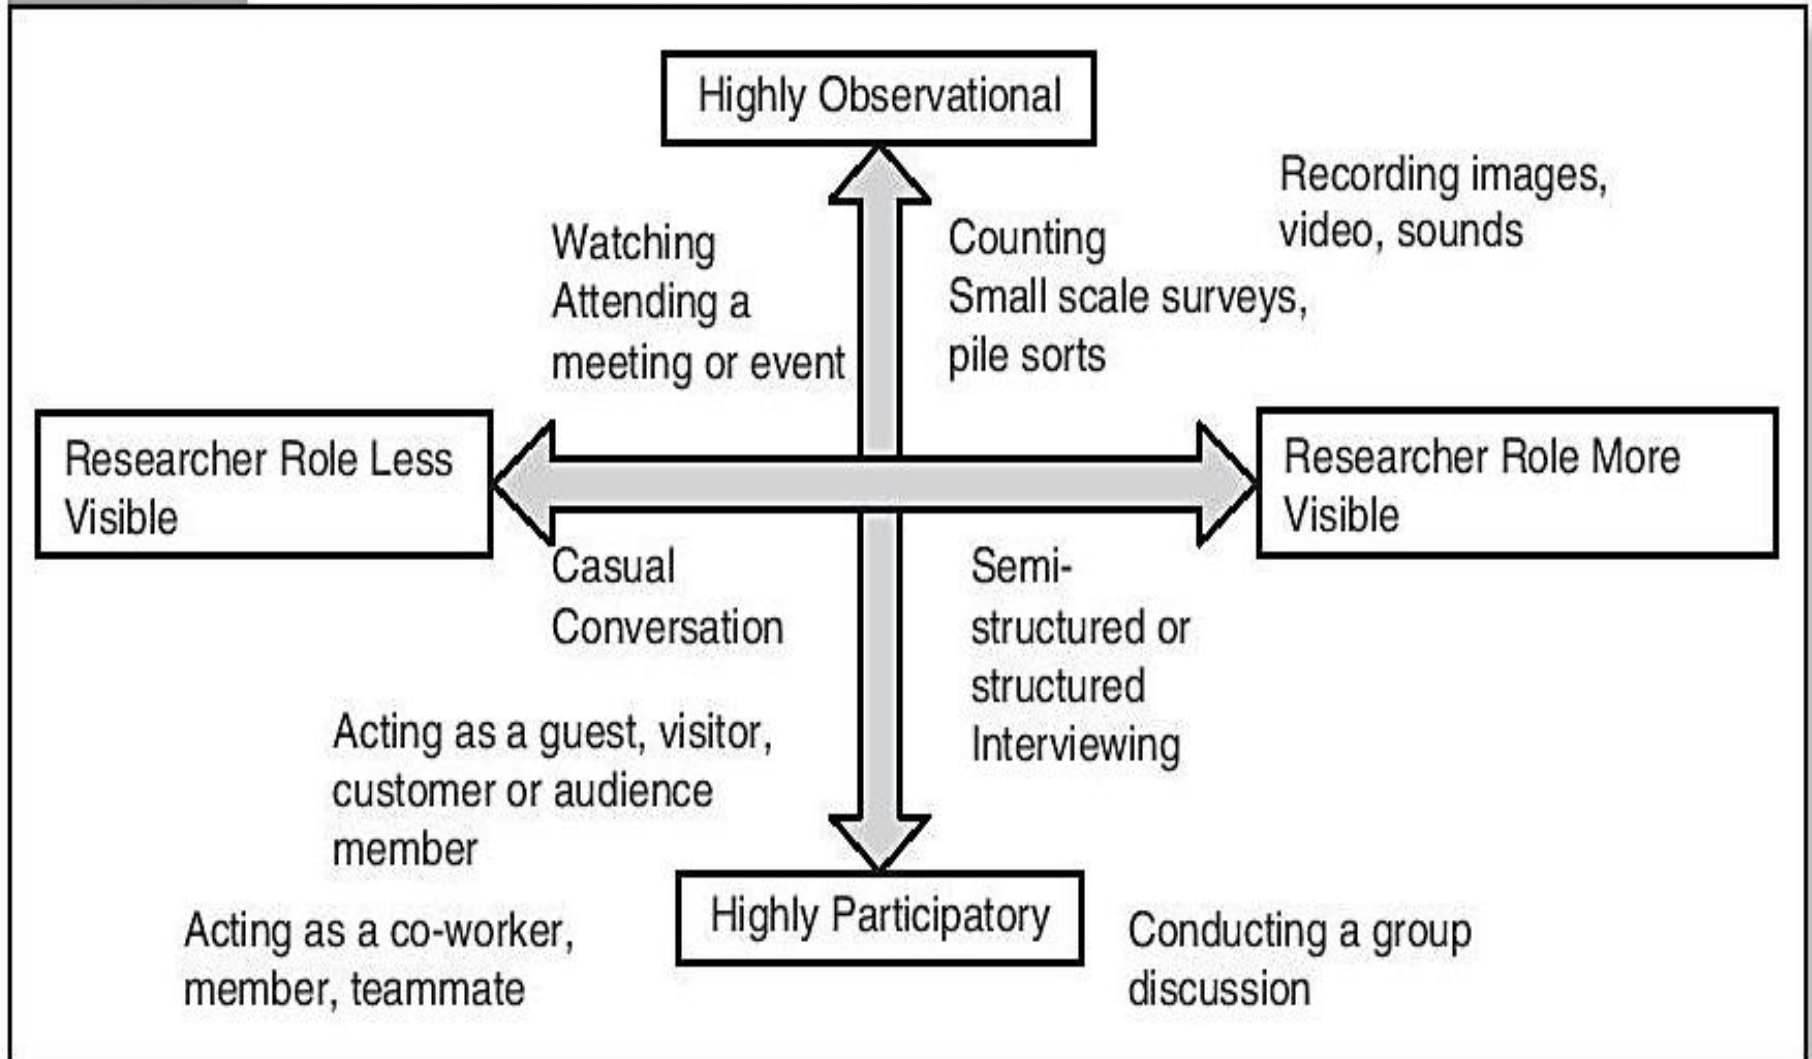 Highly Observational
Recording images,
video, sounds
Watching
Attending a
meeting or event
Counting
Small scale surveys,
pile sorts
Researcher Role Less
Visible
Researcher Role More
Visible
Casual
Conversation
Semi-
structured or
structured
Interviewing
Acting as a guest, visitor,
customer or audience
member
Highly Participatory
Acting as a co-worker,
member, teammate
Conducting a group
discussion